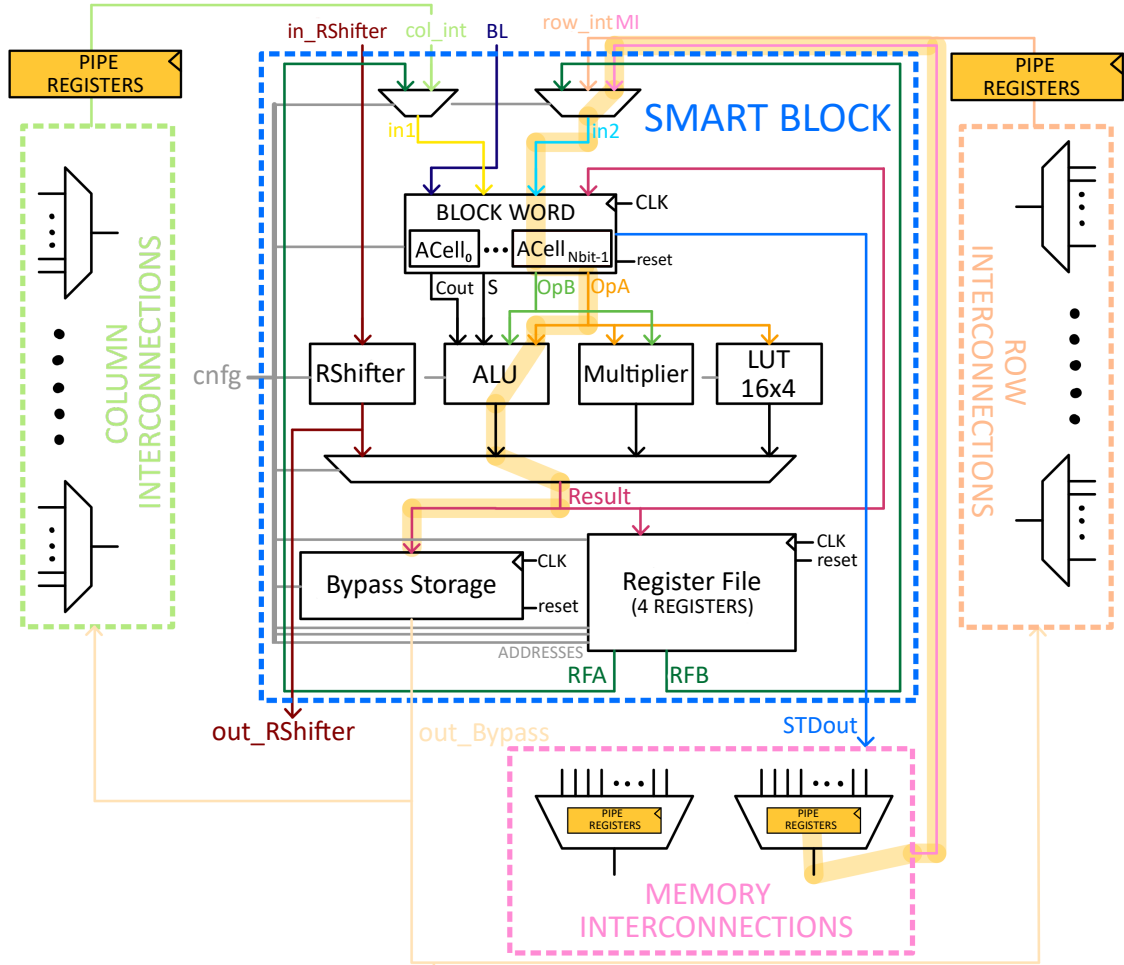 in_RShifter
col_int
BL
row_int
MI
PIPE
REGISTERS
PIPE
REGISTERS
SMART BLOCK
in1
in2
BLOCK WORD
CLK
ACell0
ACellNbit-1
reset
Cout
S
OpB
OpA
COLUMN
INTERCONNECTIONS
ROW
INTERCONNECTIONS
cnfg
RShifter
ALU
Multiplier
LUT
16x4
Result
CLK
Bypass Storage
reset
CLK
reset
Register File
(4 REGISTERS)
ADDRESSES
RFA
RFB
out_RShifter
out_Bypass
STDout
PIPE
REGISTERS
PIPE
REGISTERS
MEMORY
INTERCONNECTIONS